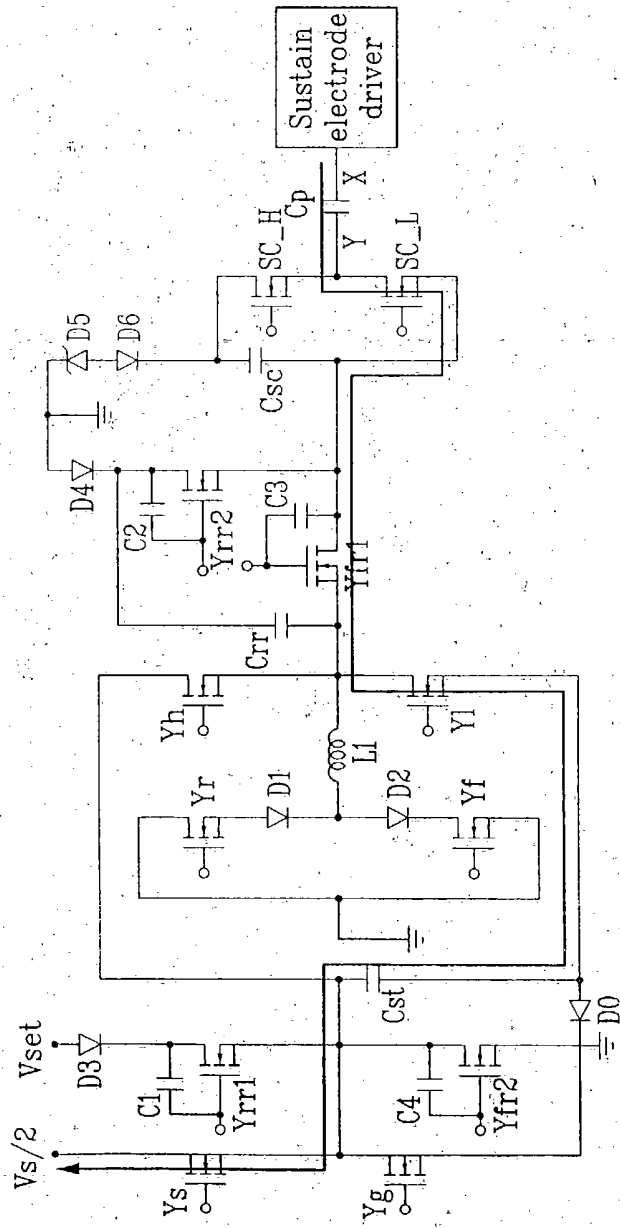 Vs/2
Vset
D3
C1
Yrr1
Ys
C4
Yfr2
Yg
D0
Cst
Yh
Yr
D1
L1
D2
Yf
Yl
Crr
D4
C2
Yrr2
C3
Yfr1
D5
D6
Csc
SC_H
SC_L
Cp
Y
X
Sustain
electrode
driver